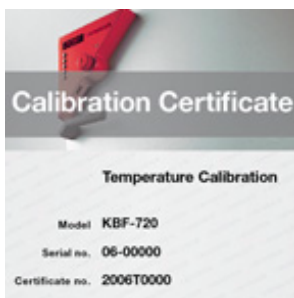 Calibration Certificate
Temperature Calibration
Model KBF-720
Serial no. 06-00000
Certificate no. 2006T0000